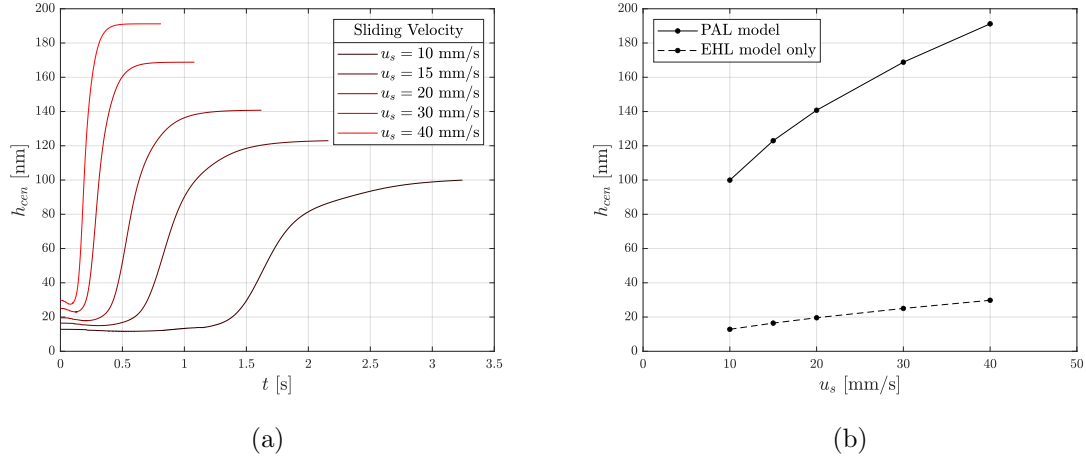 200
180
160
140
120
100
80
60
40
20
0
h_cen [nm]
0 0.5 1 1.5 2 2.5 3 3.5
t [s]
Sliding Velocity
u_s = 10 mm/s
u_s = 15 mm/s
u_s = 20 mm/s
u_s = 30 mm/s
u_s = 40 mm/s
(a)
200
180
160
140
120
100
80
60
40
20
0
h_cen [nm]
0 10 20 30 40 50
u_s [mm/s]
PAL model
EHL model only
(b)